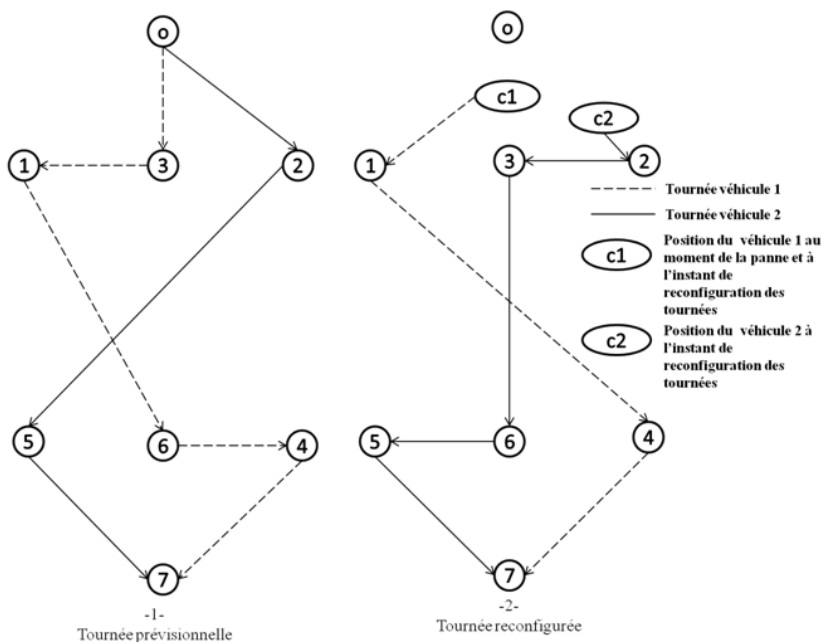 o
o
c1
c2
1
3
2
1
3
2
Tournée véhicule 1
Tournée véhicule 2
c1
Position du véhicule 1 au
moment de la panne et à
l'instant de
reconfiguration des
tournées
c2
Position du véhicule 2 à
l'instant de
reconfiguration des
tournées
5
6
4
5
6
4
7
7
-1-
Tournée prévisionnelle
-2-
Tournée reconfigurée